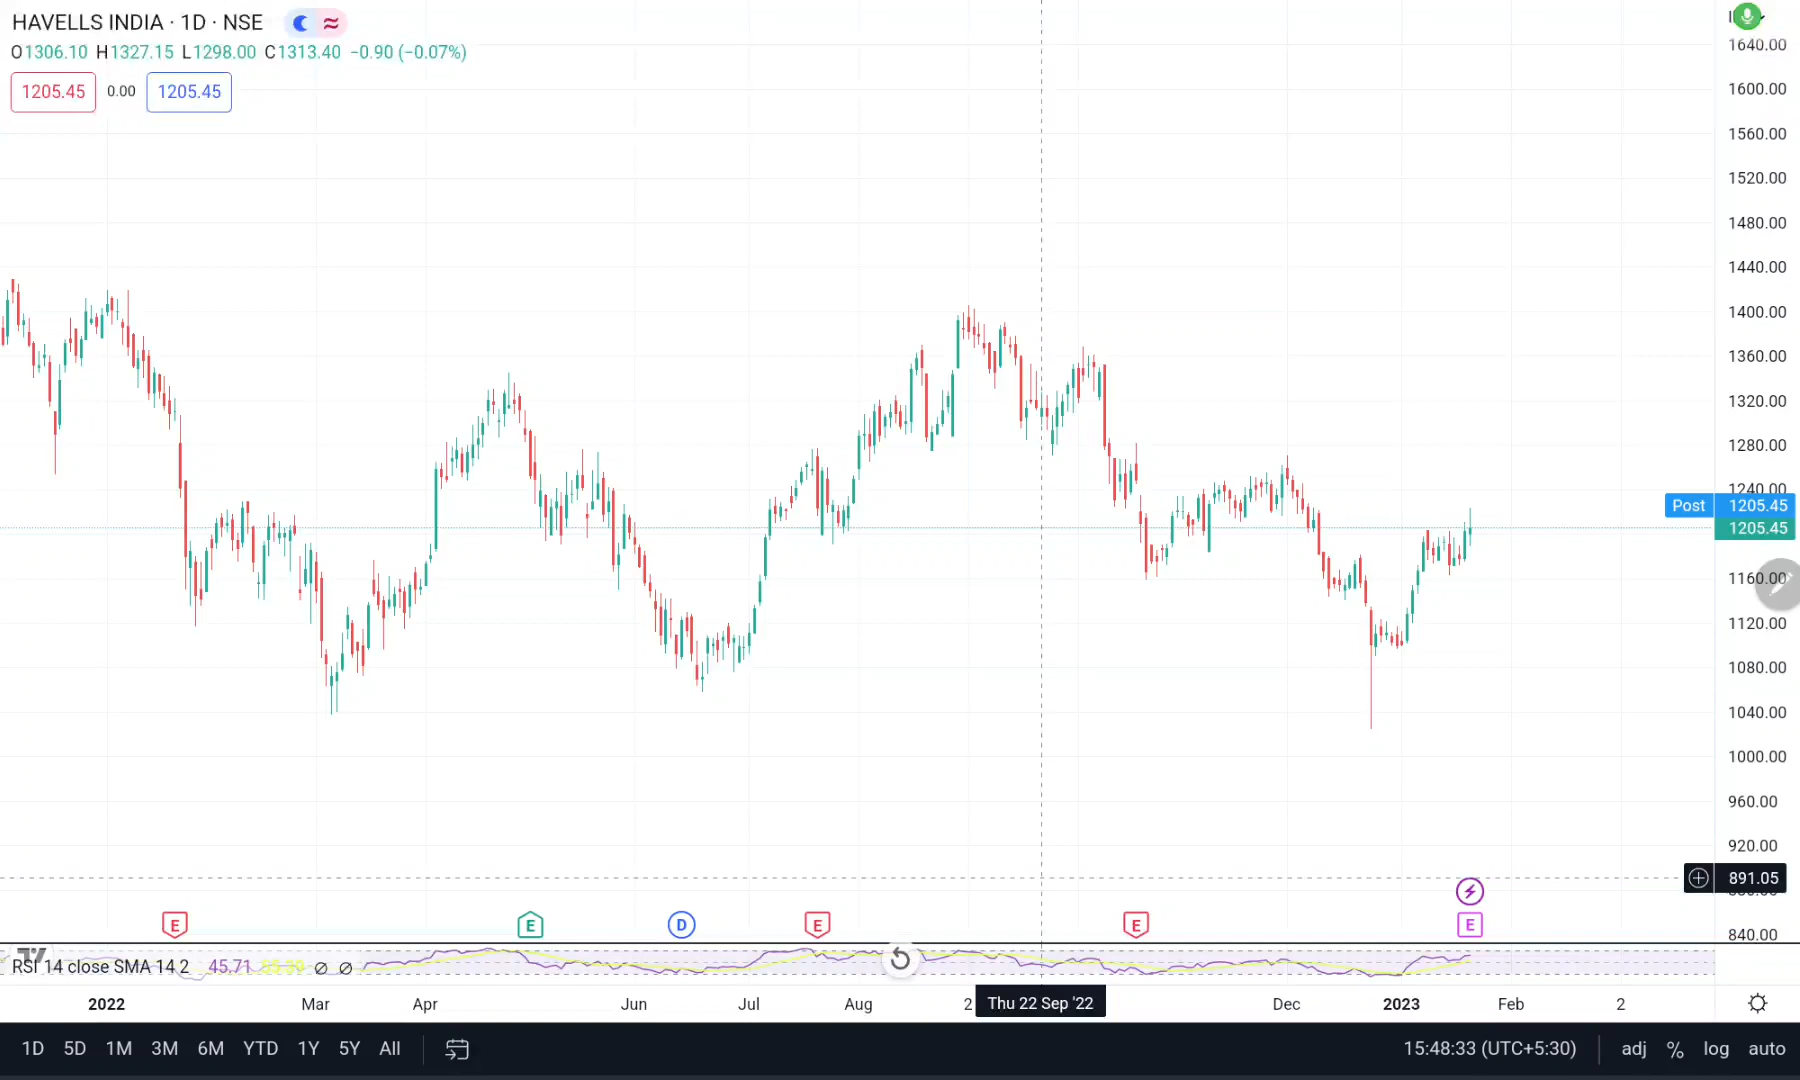 HAVELLS INDIA · 1D · NSE
O1306.10 H1327.15 L1298.00 C1313.40 −0.90 (−0.07%)
1205.45 0.00 1205.45
1640.00
1600.00
1560.00
1520.00
1480.00
1440.00
1400.00
1360.00
1320.00
1280.00
1240.00
Post 1205.45
1205.45
1160.00
1120.00
1080.00
1040.00
1000.00
960.00
920.00
891.05
E E D E E E
840.00
RSI 14 close SMA 14 2 45.71 ∅ ∅
2022 Mar Apr Jun Jul Aug 2 Thu 22 Sep '22 Dec 2023 Feb 2
1D 5D 1M 3M 6M YTD 1Y 5Y All 15:48:33 (UTC+5:30) adj % log auto